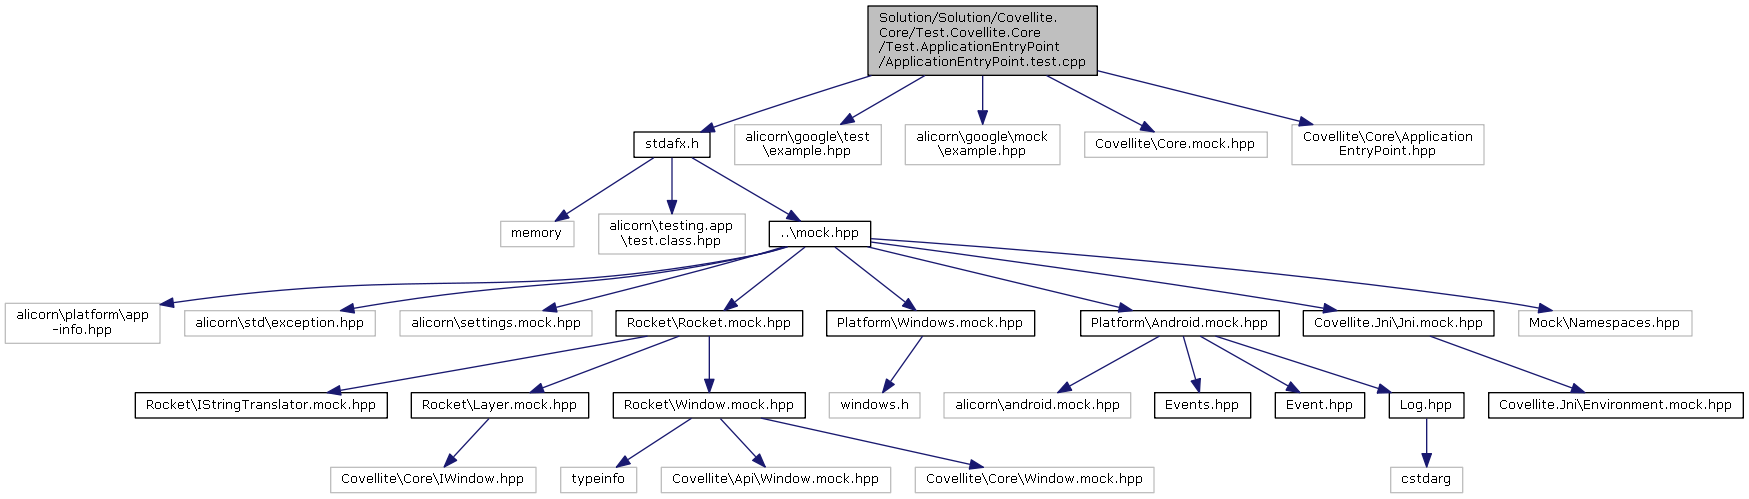 Solution/Solution/Covellite.
Core/Test.Covellite.Core
/Test.ApplicationEntryPoint
/ApplicationEntryPoint.test.cpp
stdafx.h
alicorn\google\test
\example.hpp
alicorn\google\mock
\example.hpp
Covellite\Core.mock.hpp
Covellite\Core\Application
EntryPoint.hpp
memory
alicorn\testing.app
\test.class.hpp
..\mock.hpp
alicorn\platform\app
-info.hpp
alicorn\std\exception.hpp
alicorn\settings.mock.hpp
Rocket\Rocket.mock.hpp
Platform\Windows.mock.hpp
Platform\Android.mock.hpp
Covellite.Jni\Jni.mock.hpp
Mock\Namespaces.hpp
Rocket\IStringTranslator.mock.hpp
Rocket\Layer.mock.hpp
Rocket\Window.mock.hpp
windows.h
alicorn\android.mock.hpp
Events.hpp
Event.hpp
Log.hpp
Covellite.Jni\Environment.mock.hpp
Covellite\Core\IWindow.hpp
typeinfo
Covellite\Api\Window.mock.hpp
Covellite\Core\Window.mock.hpp
cstdarg